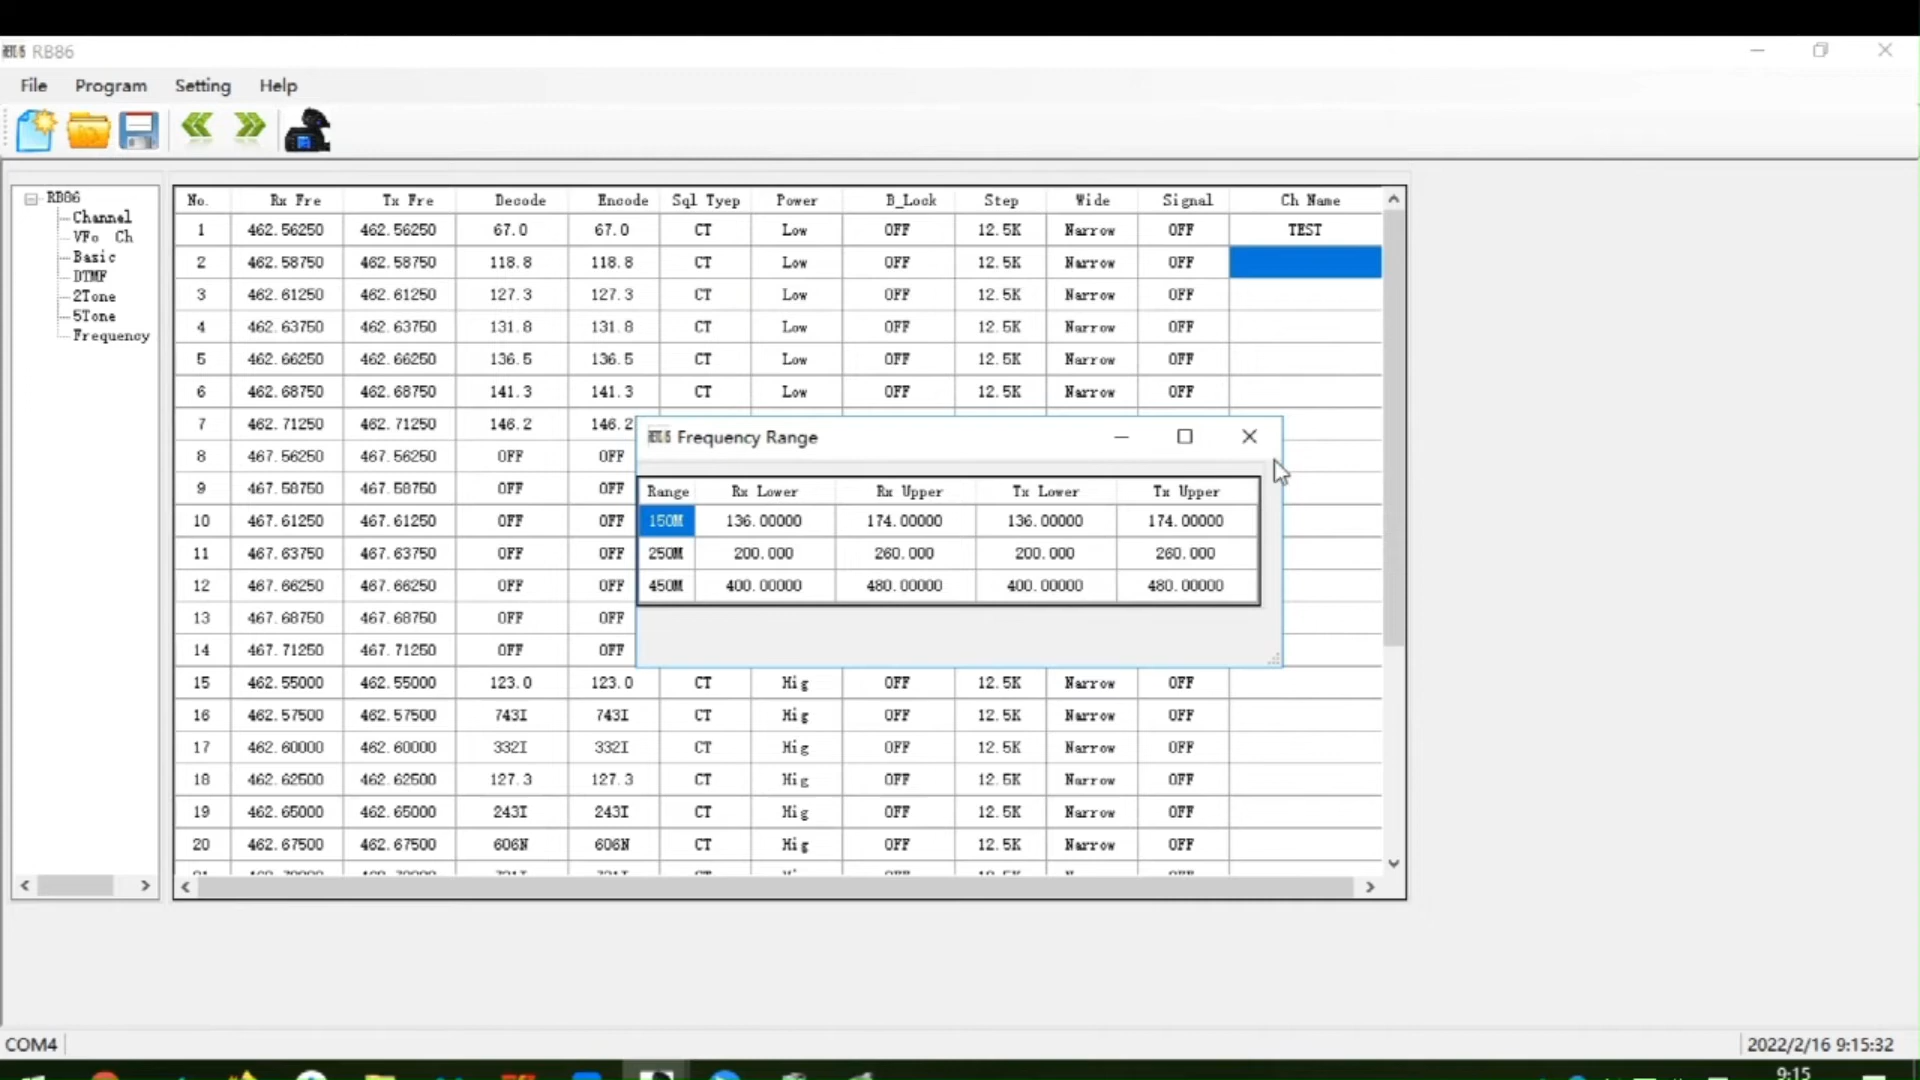 RB86
File Program Setting Help
RB86
Channel
VFo Ch
Basic
DTMF
2Tone
5Tone
Frequency
No. Rx Fre Tx Fre Decode Encode Sql Tyep Power B_Lock Step Wide Signal Ch Name
1 462.56250 462.56250 67.0 67.0 CT Low OFF 12.5K Narrow OFF TEST
2 462.58750 462.58750 118.8 118.8 CT Low OFF 12.5K Narrow OFF
3 462.61250 462.61250 127.3 127.3 CT Low OFF 12.5K Narrow OFF
4 462.63750 462.63750 131.8 131.8 CT Low OFF 12.5K Narrow OFF
5 462.66250 462.66250 136.5 136.5 CT Low OFF 12.5K Narrow OFF
6 462.68750 462.68750 141.3 141.3 CT Low OFF 12.5K Narrow OFF
7 462.71250 462.71250 146.2 146.2
8 467.56250 467.56250 OFF OFF
9 467.58750 467.58750 OFF OFF
10 467.61250 467.61250 OFF OFF
11 467.63750 467.63750 OFF OFF
12 467.66250 467.66250 OFF OFF
13 467.68750 467.68750 OFF OFF
14 467.71250 467.71250 OFF OFF
15 462.55000 462.55000 123.0 123.0 CT Hig OFF 12.5K Narrow OFF
16 462.57500 462.57500 743I 743I CT Hig OFF 12.5K Narrow OFF
17 462.60000 462.60000 332I 332I CT Hig OFF 12.5K Narrow OFF
18 462.62500 462.62500 127.3 127.3 CT Hig OFF 12.5K Narrow OFF
19 462.65000 462.65000 243I 243I CT Hig OFF 12.5K Narrow OFF
20 462.67500 462.67500 606N 606N CT Hig OFF 12.5K Narrow OFF
Frequency Range
Range Rx Lower Rx Upper Tx Lower Tx Upper
150M 136.00000 174.00000 136.00000 174.00000
250M 200.000 260.000 200.000 260.000
450M 400.00000 480.00000 400.00000 480.00000
COM4
2022/2/16 9:15:32
9:15